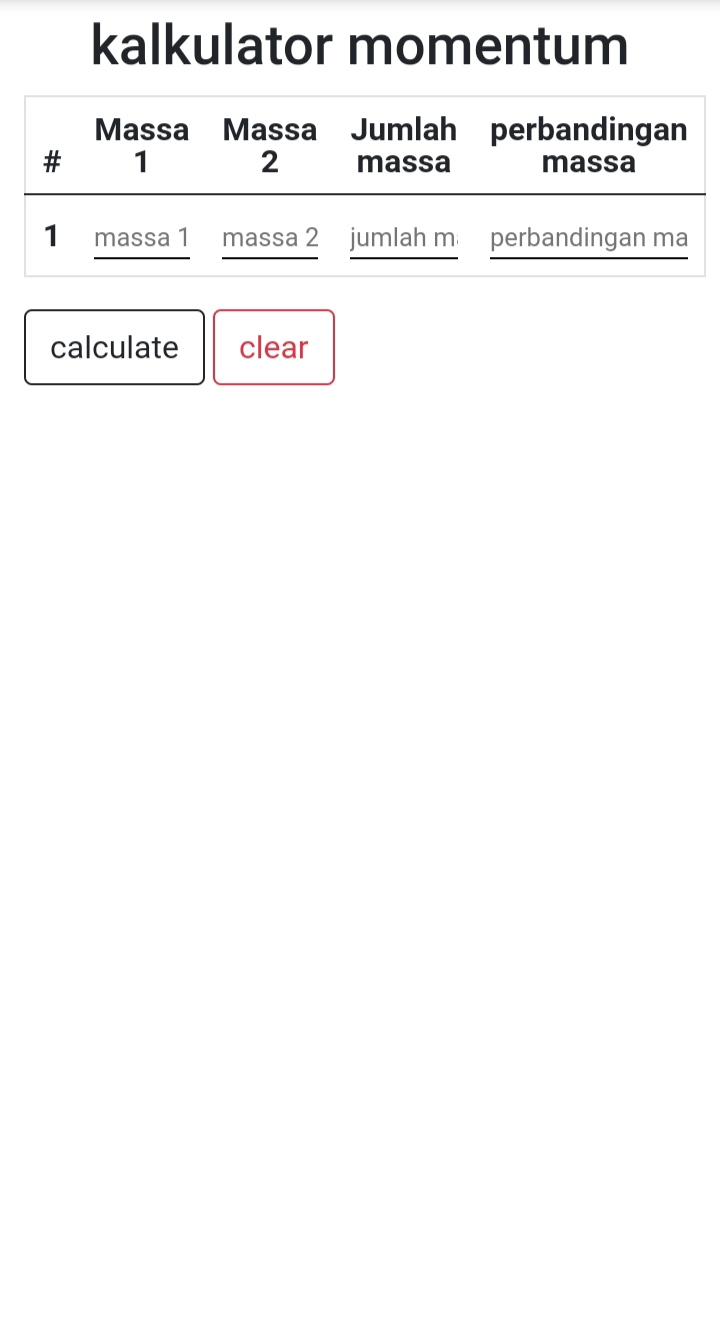 kalkulator momentum
# Massa 1 Massa 2 Jumlah massa perbandingan massa
1 massa 1 massa 2 jumlah m perbandingan ma
calculate clear